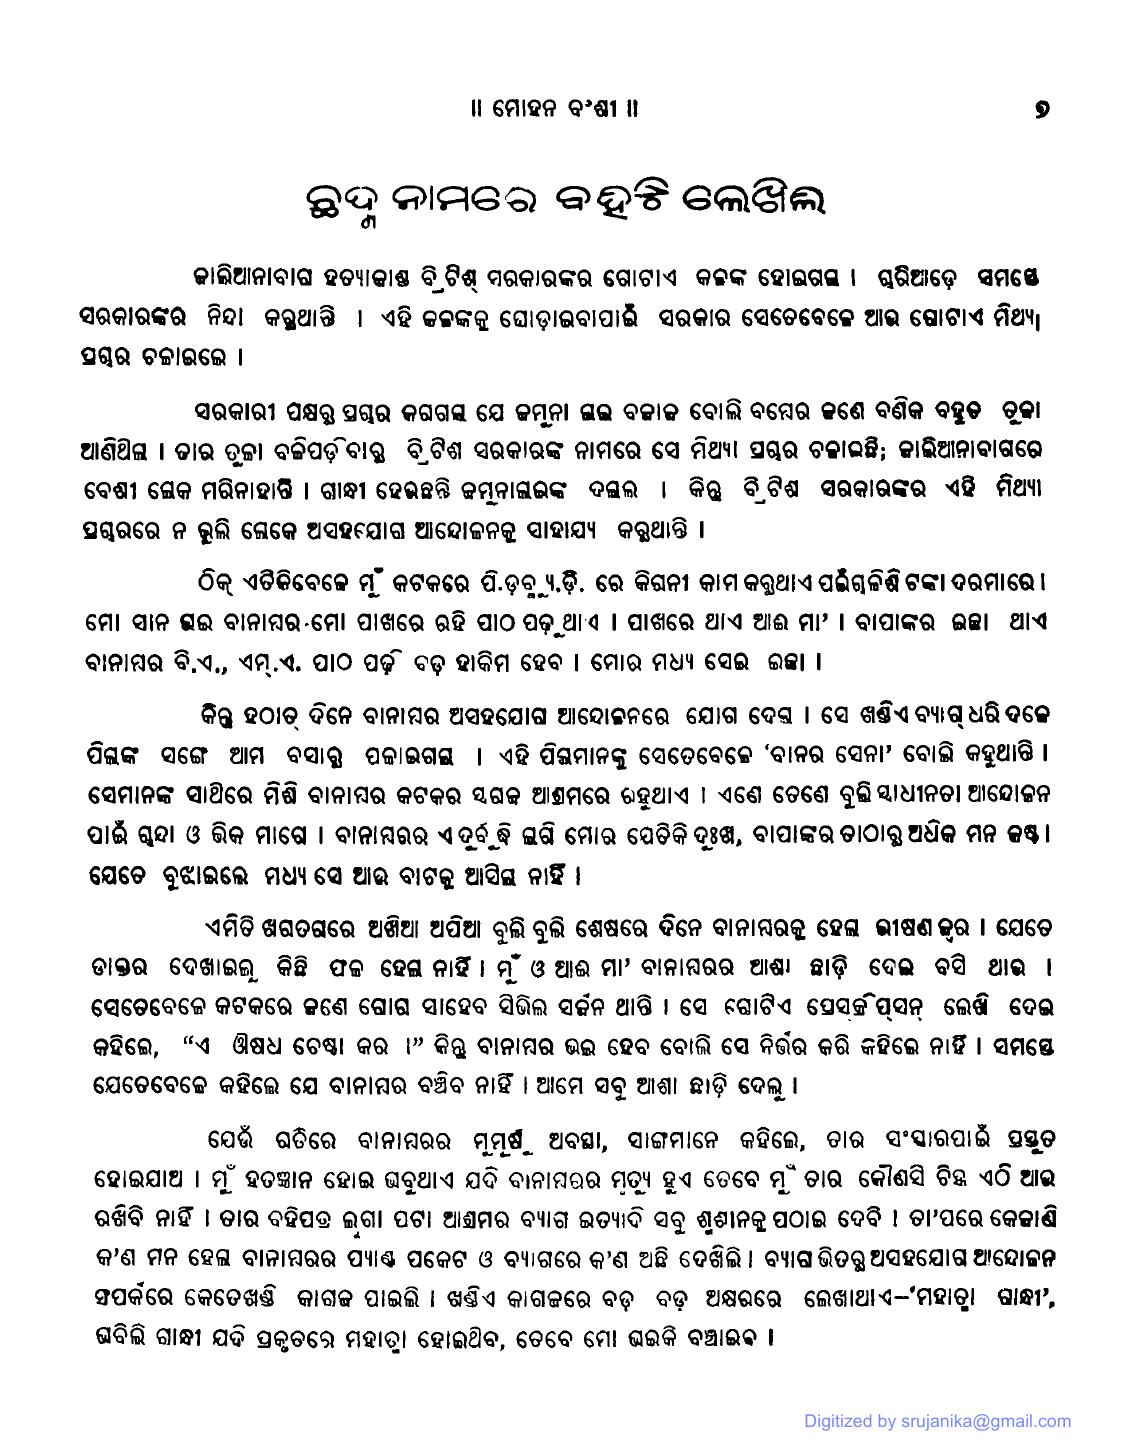 ॥ ମୋହନ ବଂଶୀ ॥ ୭
ଛଦ୍ମ ନାମରେ ବହଟି ଲେଖିଲ
ଜାଲିଆନାବାଗ ହତ୍ୟାକାଣ୍ଡ ବ୍ରିଟିଶ୍ ସରକାରଙ୍କର ଗୋଟାଏ କଳଙ୍କ ହୋଇଗଲା । ଚାରିଆଡ଼େ ସମସ୍ତେ
ସରକାରଙ୍କର ନିନ୍ଦା କରୁଥାନ୍ତି । ଏହି କଳଙ୍କକୁ ଘୋଡ଼ାଇବାପାଇଁ ସରକାର ସେତେବେଳେ ଆଉ ଗୋଟାଏ ମିଥ୍ୟା
ପ୍ରଚାର ଚଳାଇଲେ ।
ସରକାରୀ ପକ୍ଷରୁ ପ୍ରଚାର କରାଗଲା ଯେ ଜମୁନା ଲାଲ ବଜାଜ ବୋଲି ବମ୍ବେର ଜଣେ ବଣିକ ବହୁତ ତୁଳା
ଆଣିଥିଲା । ତାର ତୁଳା ବଳିପଡ଼ିବାରୁ ବ୍ରିଟିଶ ସରକାରଙ୍କ ନାମରେ ସେ ମିଥ୍ୟା ପ୍ରଚାର ଚଳାଇଛି; ଜାଲିଆନାବାଗରେ
ବେଶୀ ଲୋକ ମରିନାହାନ୍ତି । ଗାନ୍ଧୀ ହେଉଛନ୍ତି ଜମୁନାଲାଲଙ୍କ ଦଲାଲ । କିନ୍ତୁ ବ୍ରିଟିଶ ସରକାରଙ୍କର ଏହି ମିଥ୍ୟା
ପ୍ରଚାରରେ ନ ଭୁଲି ଲୋକେ ଅସହଯୋଗ ଆନ୍ଦୋଳନକୁ ସାହାଯ୍ୟ କରୁଥାନ୍ତି ।
ଠିକ୍ ଏତିକିବେଳେ ମୁଁ କଟକରେ ପି.ଡ଼ବ୍ଲ୍ୟୁ.ଡ଼ି. ରେ କିରାନୀ କାମ କରୁଥାଏ ପଇଁଚାଳିଶି ଟଙ୍କା ଦରମାରେ ।
ମୋ ସାନ ଭାଇ ବାନାମ୍ବର ମୋ ପାଖରେ ରହି ପାଠ ପଢ଼ୁଥାଏ । ପାଖରେ ଥାଏ ଆଈ ମା’ । ବାପାଙ୍କର ଇଚ୍ଛା ଥାଏ
ବାନାମ୍ବର ବି.ଏ., ଏମ୍.ଏ. ପାଠ ପଢ଼ି ବଡ଼ ହାକିମ ହେବ । ମୋର ମଧ୍ୟ ସେଇ ଇଚ୍ଛା ।
କିନ୍ତୁ ହଠାତ୍ ଦିନେ ବାନାମ୍ବର ଅସହଯୋଗ ଆନ୍ଦୋଳନରେ ଯୋଗ ଦେଲା । ସେ ଖଣ୍ଡିଏ ବ୍ୟାଗ୍ ଧରି ଦଳେ
ପିଲାଙ୍କ ସଙ୍ଗେ ଆମ ବସାରୁ ପଳାଇଗଲା । ଏହି ପିଲାମାନଙ୍କୁ ସେତେବେଳେ ‘ବାନର ସେନା’ ବୋଲି କହୁଥାନ୍ତି ।
ସେମାନଙ୍କ ସାଥିରେ ମିଶି ବାନାମ୍ବର କଟକର ସ୍ୱରାଜ ଆଶ୍ରମରେ ରହୁଥାଏ । ଏଣେ ତେଣେ ବୁଲି ସ୍ୱାଧୀନତା ଆନ୍ଦୋଳନ
ପାଇଁ ଚାନ୍ଦା ଓ ଭିକ ମାଗେ । ବାନାମ୍ବରର ଏ ଦୁର୍ବୁଦ୍ଧି ଲାଗି ମୋର ଯେତିକି ଦୁଃଖ, ବାପାଙ୍କର ତାଠାରୁ ଅଧିକ ମନ କଷ୍ଟ ।
ଯେତେ ବୁଝାଇଲେ ମଧ୍ୟ ସେ ଆଉ ବାଟକୁ ଆସିଲା ନାହିଁ ।
ଏମିତି ଖରାତରାରେ ଅଖିଆ ଅପିଆ ବୁଲି ବୁଲି ଶେଷରେ ଦିନେ ବାନାମ୍ବରକୁ ହେଲା ଭୀଷଣ ଜ୍ୱର । ଯେତେ
ଡାକ୍ତର ଦେଖାଇଲୁ କିଛି ଫଳ ହେଲା ନାହିଁ । ମୁଁ ଓ ଆଈ ମା’ ବାନାମ୍ବରର ଆଶା ଛାଡ଼ି ଦେଇ ବସି ଥାଉ ।
ସେତେବେଳେ କଟକରେ ଜଣେ ଗୋରା ସାହେବ ସିଭିଲ ସର୍ଜନ ଥାନ୍ତି । ସେ ଗୋଟିଏ ପ୍ରେସ୍‌କ୍ରିପ୍‌ସନ୍ ଲେଖି ଦେଇ
କହିଲେ, “ଏ ଔଷଧ ଚେଷ୍ଟା କର ।” କିନ୍ତୁ ବାନାମ୍ବର ଭଲ ହେବ ବୋଲି ସେ ନିର୍ଭର କରି କହିଲେ ନାହିଁ । ସମସ୍ତେ
ଯେତେବେଳେ କହିଲେ ଯେ ବାନାମ୍ବର ବଞ୍ଚିବ ନାହିଁ । ଆମେ ସବୁ ଆଶା ଛାଡ଼ି ଦେଲୁ ।
ଯେଉଁ ରାତିରେ ବାନାମ୍ବରର ମୁମୂର୍ଷୁ ଅବସ୍ଥା, ସାଙ୍ଗମାନେ କହିଲେ, ତାର ସଂସ୍କାରପାଇଁ ପ୍ରସ୍ତୁତ
ହୋଇଯାଅ । ମୁଁ ହତଜ୍ଞାନ ହୋଇ ଭାବୁଥାଏ ଯଦି ବାନାମ୍ବରର ମୃତ୍ୟୁ ହୁଏ ତେବେ ମୁଁ ତାର କୌଣସି ଚିହ୍ନ ଏଠି ଆଉ
ରଖିବି ନାହିଁ । ତାର ବହିପତ୍ର ଲୁଗା ପଟା ଆଶ୍ରମର ବ୍ୟାଗ ଇତ୍ୟାଦି ସବୁ ଶ୍ମଶାନକୁ ପଠାଇ ଦେବି । ତା’ପରେ କେଜାଣି
କ’ଣ ମନ ହେଲା ବାନାମ୍ବରର ପ୍ୟାଣ୍ଟ ପକେଟ ଓ ବ୍ୟାଗରେ କ’ଣ ଅଛି ଦେଖିଲି । ବ୍ୟାଗ ଭିତରୁ ଅସହଯୋଗ ଆନ୍ଦୋଳନ
ସଂପର୍କରେ କେତେଖଣ୍ଡି କାଗଜ ପାଇଲି । ଖଣ୍ଡିଏ କାଗଜରେ ବଡ଼ ବଡ଼ ଅକ୍ଷରରେ ଲେଖାଥାଏ–‘ମହାତ୍ମା ଗାନ୍ଧୀ’,
ଭାବିଲି ଗାନ୍ଧୀ ଯଦି ପ୍ରକୃତରେ ମହାତ୍ମା ହୋଇଥିବ, ତେବେ ମୋ ଭାଇକି ବଞ୍ଚାଇବ ।
Digitized by srujanika@gmail.com